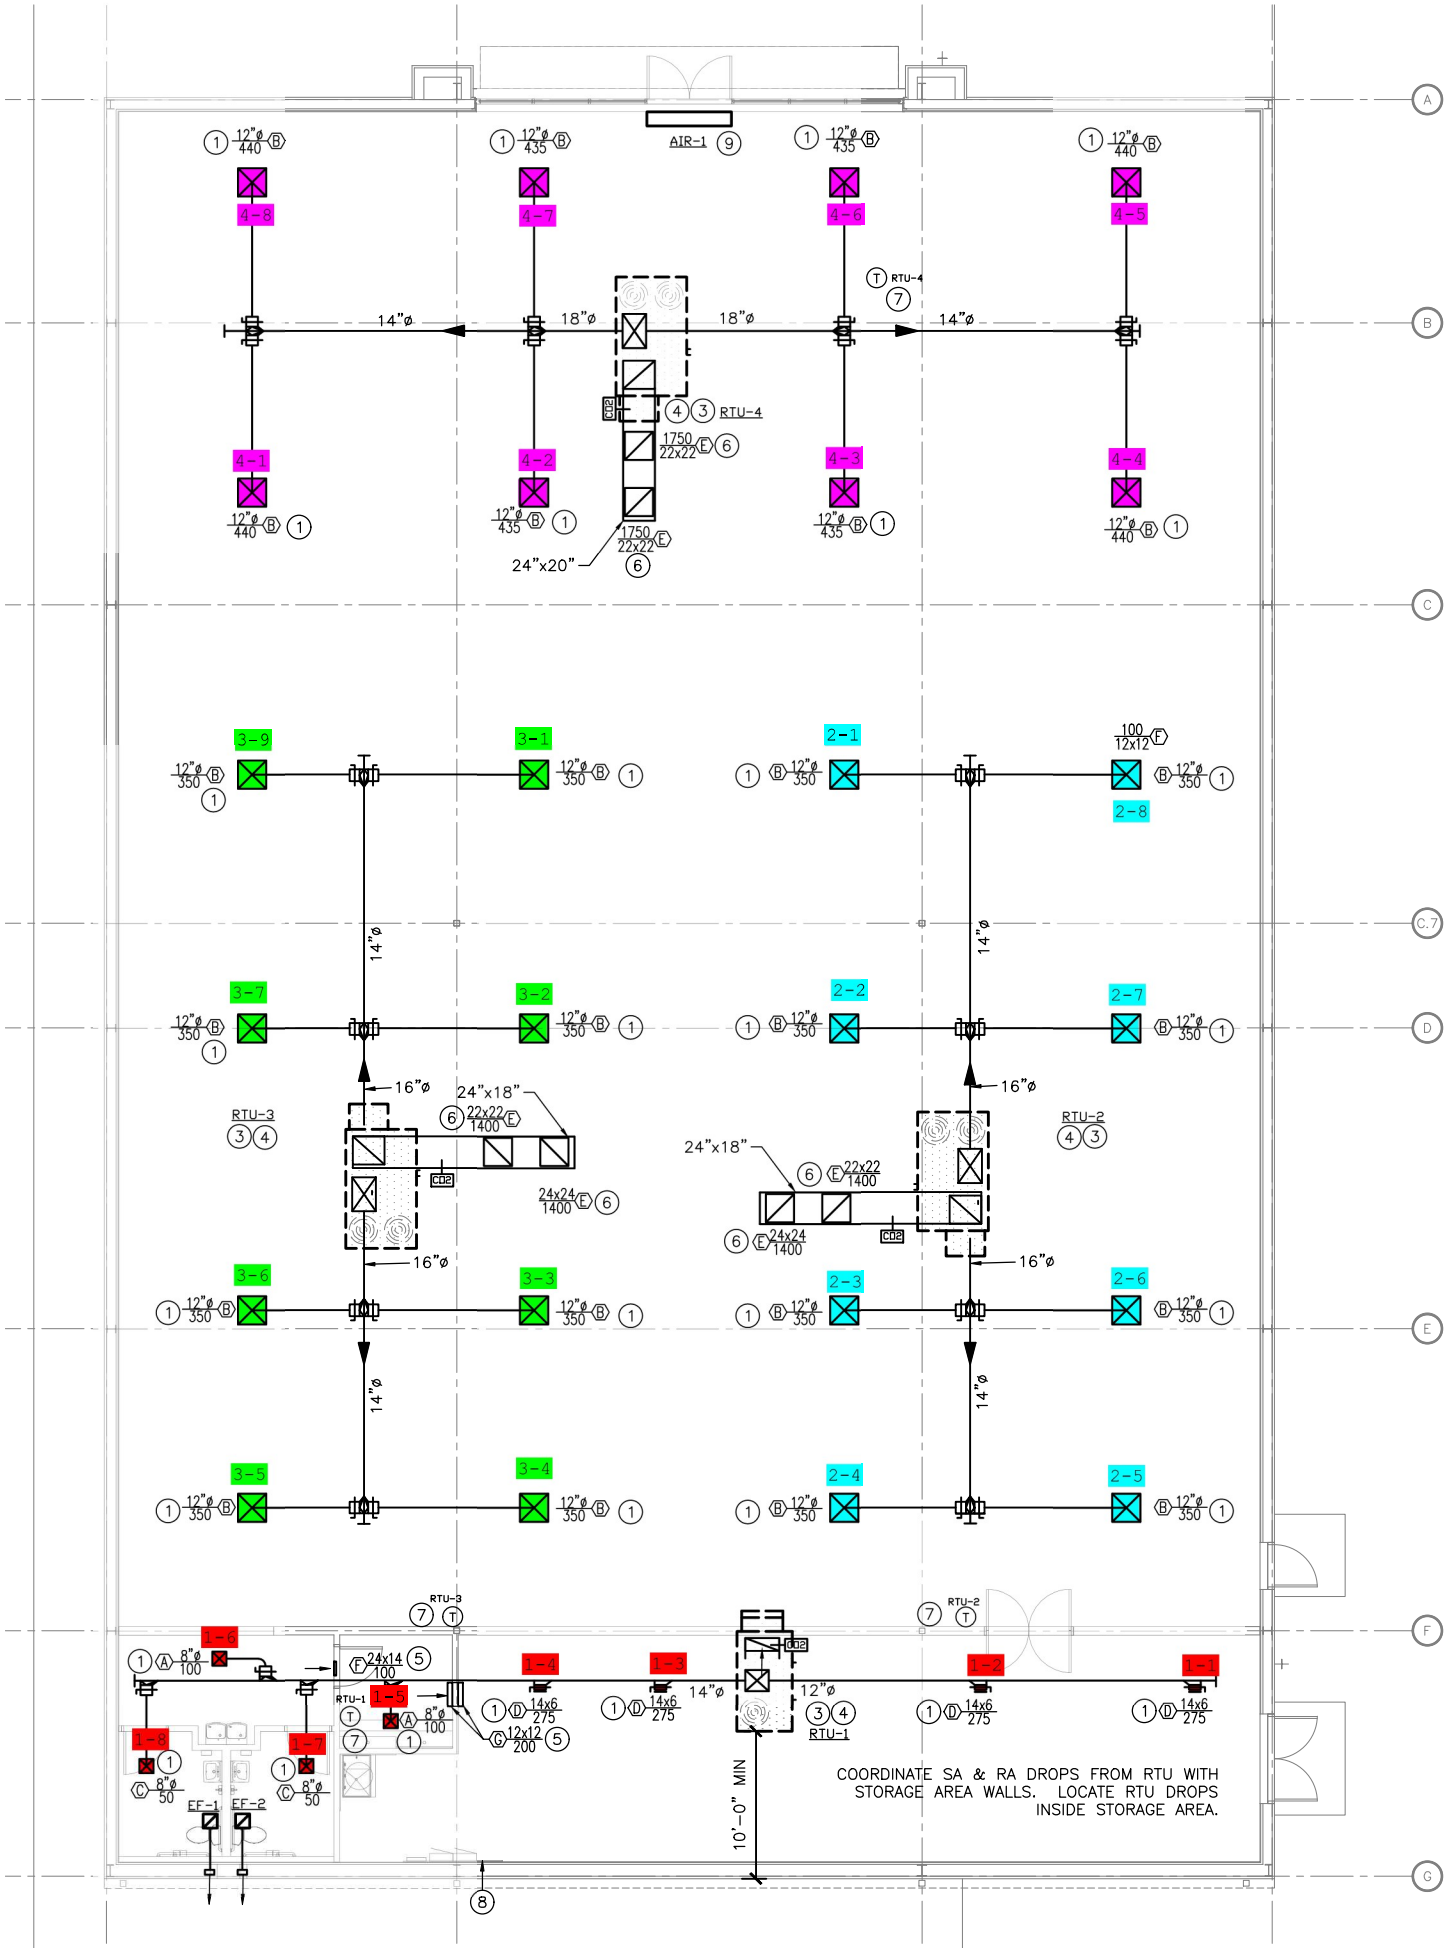 A
1 12"ø B
440
1 12"ø B
435
AIR-1 9
1 12"ø B
435
1 12"ø B
440
4-8
4-7
4-6
4-5
T RTU-4
7
14"ø
18"ø
18"ø
14"ø
B
CO2
4 3 RTU-4
1750 E 6
22x22
4-1
4-2
4-3
4-4
12"ø B 1
440
12"ø B 1
435
12"ø B 1
435
12"ø B 1
440
1750 E
22x22
6
24"x20"
C
3-9
3-1
2-1
100 F
12x12
12"ø B
350
1
12"ø B 1
350
1 B 12"ø
350
B 12"ø 1
350
2-8
C.7
14"ø
14"ø
3-7
3-2
2-2
2-7
12"ø B
350
1
12"ø B 1
350
1 B 12"ø
350
B 12"ø 1
350
D
16"ø
16"ø
24"x18"
RTU-3
3 4
6 22x22 E
1400
RTU-2
4 3
24"x18"
CO2
6 E 22x22
1400
24x24 E 6
1400
6 E 24x24
1400
CO2
16"ø
16"ø
3-6
3-3
2-3
2-6
1 12"ø B
350
12"ø B 1
350
1 B 12"ø
350
B 12"ø 1
350
E
14"ø
14"ø
3-5
3-4
2-4
2-5
1 12"ø B
350
12"ø B 1
350
1 B 12"ø
350
B 12"ø 1
350
RTU-3
7 T
RTU-2
7 T
F
1-6
CO2
1 A 8"ø
100
F 24x14 5
100
1-4
1-3
1-2
1-1
14"ø
12"ø
RTU-1
T
7
1-5
A 8"ø
100
1
1 D 14x6
275
1 D 14x6
275
3 4
RTU-1
1 D 14x6
275
1 D 14x6
275
G 12x12 5
200
1-8
1
1-7
1
C 8"ø
50
C 8"ø
50
EF-1
EF-2
10'-0" MIN
COORDINATE SA & RA DROPS FROM RTU WITH
STORAGE AREA WALLS. LOCATE RTU DROPS
INSIDE STORAGE AREA.
G
8